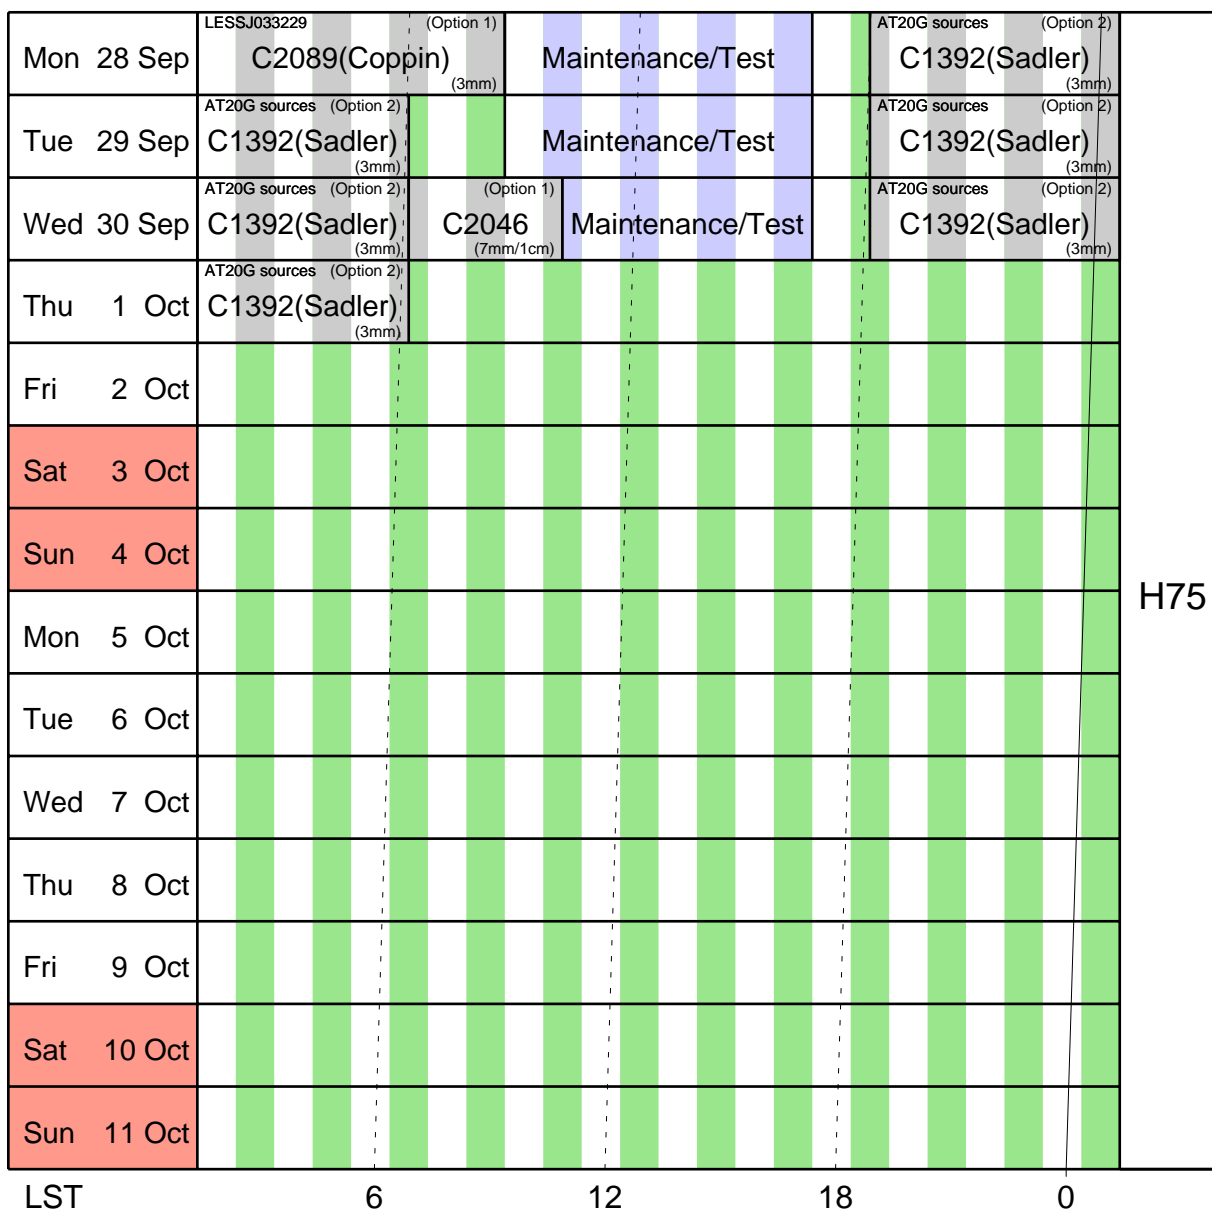 LESSJ033229 (Option 1) AT20G sources (Option 2)
Mon 28 Sep C2089(Coppin) Maintenance/Test C1392(Sadler)
(3mm) (3mm)
AT20G sources (Option 2) AT20G sources (Option 2)
Tue 29 Sep C1392(Sadler) Maintenance/Test C1392(Sadler)
(3mm) (3mm)
AT20G sources (Option 2) (Option 1) AT20G sources (Option 2)
Wed 30 Sep C1392(Sadler) C2046 Maintenance/Test C1392(Sadler)
(3mm) (7mm/1cm) (3mm)
AT20G sources (Option 2)
Thu 1 Oct C1392(Sadler)
(3mm)
Fri 2 Oct
Sat 3 Oct
Sun 4 Oct
H75
Mon 5 Oct
Tue 6 Oct
Wed 7 Oct
Thu 8 Oct
Fri 9 Oct
Sat 10 Oct
Sun 11 Oct
LST 6 12 18 0